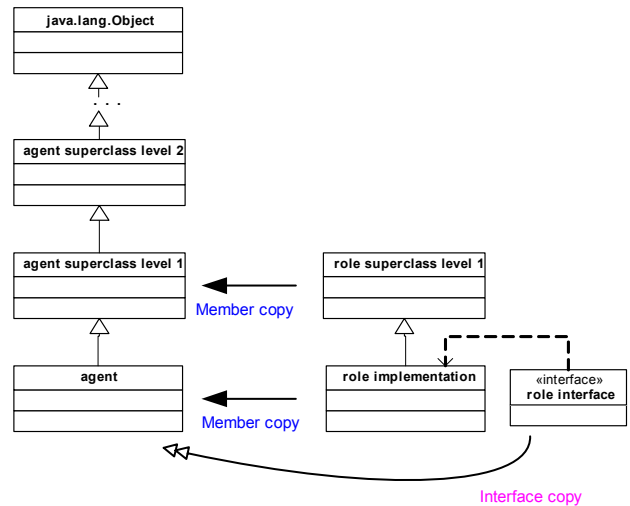 java.lang.Object
. . .
agent superclass level 2
agent superclass level 1
role superclass level 1
Member copy
agent
role implementation
«interface»
role interface
Member copy
Interface copy